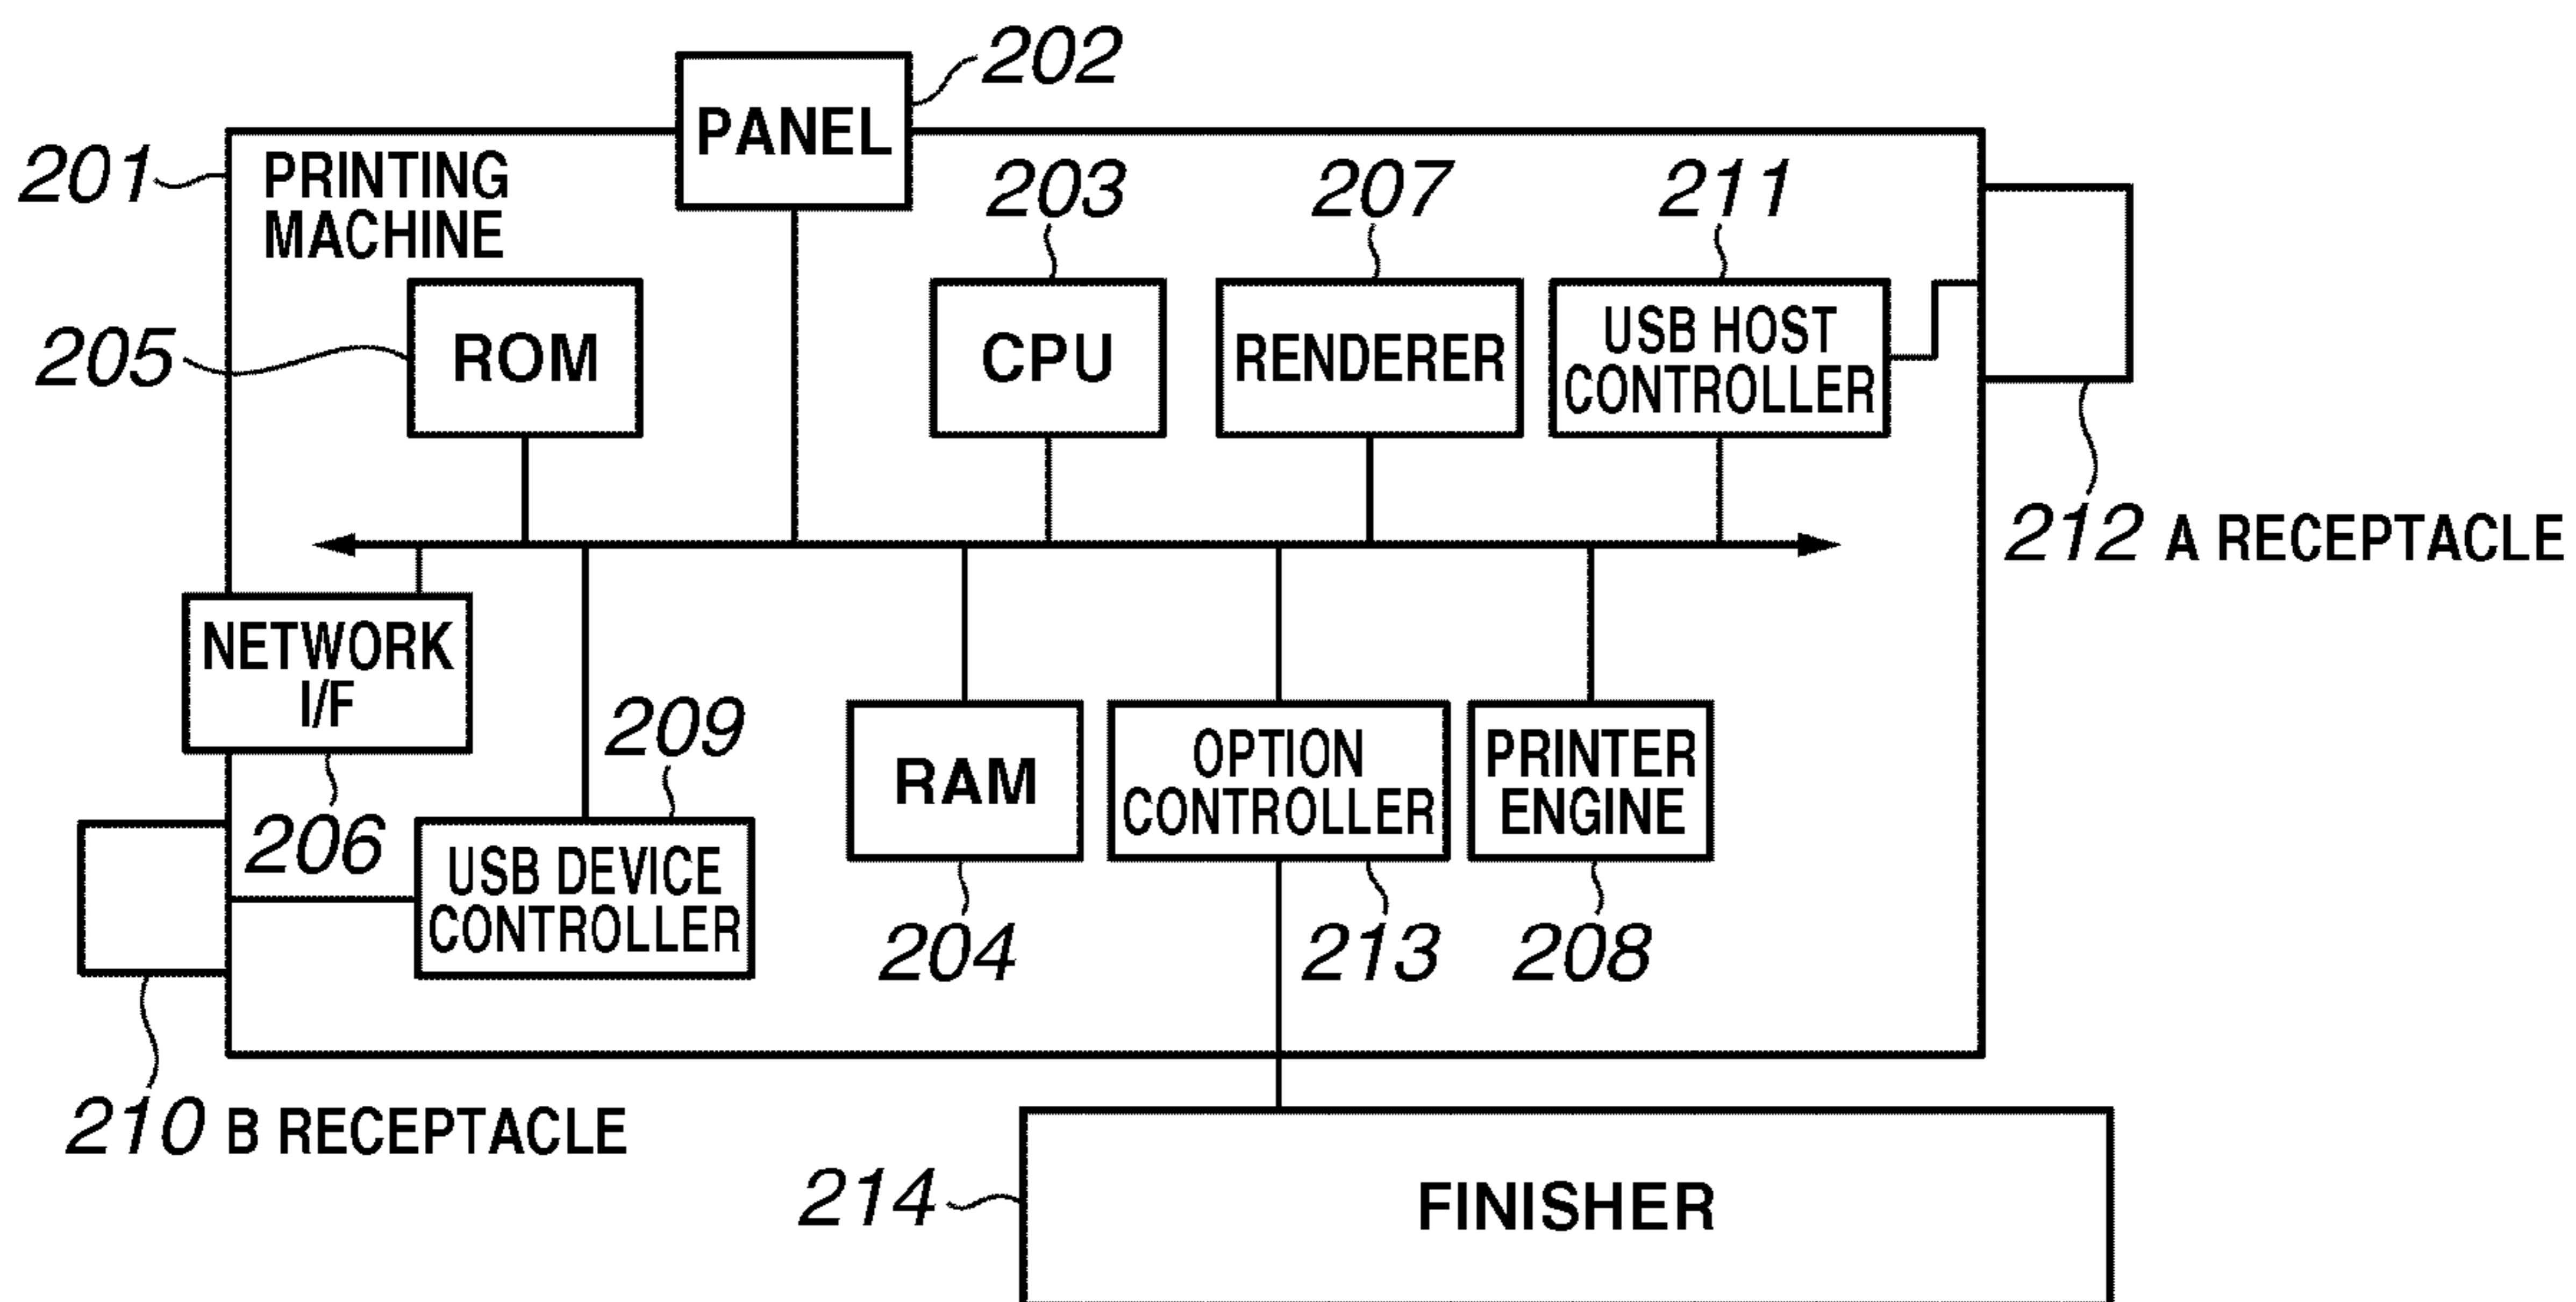 202
PANEL
201
PRINTING
MACHINE
203
207
211
205
ROM
CPU
RENDERER
USB HOST
CONTROLLER
212 A RECEPTACLE
NETWORK
I/F
209
206
USB DEVICE
CONTROLLER
RAM
OPTION
CONTROLLER
PRINTER
ENGINE
204
213
208
210 B RECEPTACLE
214
FINISHER